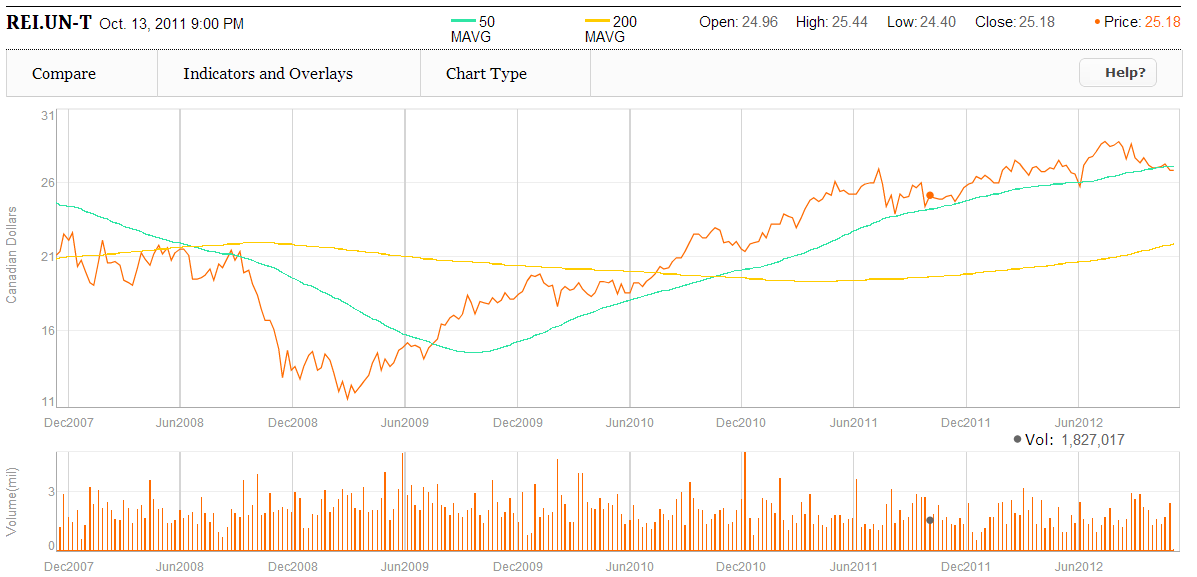 REI.UN-T Oct. 13, 2011 9:00 PM 50 MAVG 200 MAVG Open: 24.96 High: 25.44 Low: 24.40 Close: 25.18 Price: 25.18
Compare Indicators and Overlays Chart Type Help?
Canadian Dollars
31
26
21
16
11
Dec2007 Jun2008 Dec2008 Jun2009 Dec2009 Jun2010 Dec2010 Jun2011 Dec2011 Jun2012
Vol: 1,827,017
Volume(mil)
3
0
Dec2007 Jun2008 Dec2008 Jun2009 Dec2009 Jun2010 Dec2010 Jun2011 Dec2011 Jun2012